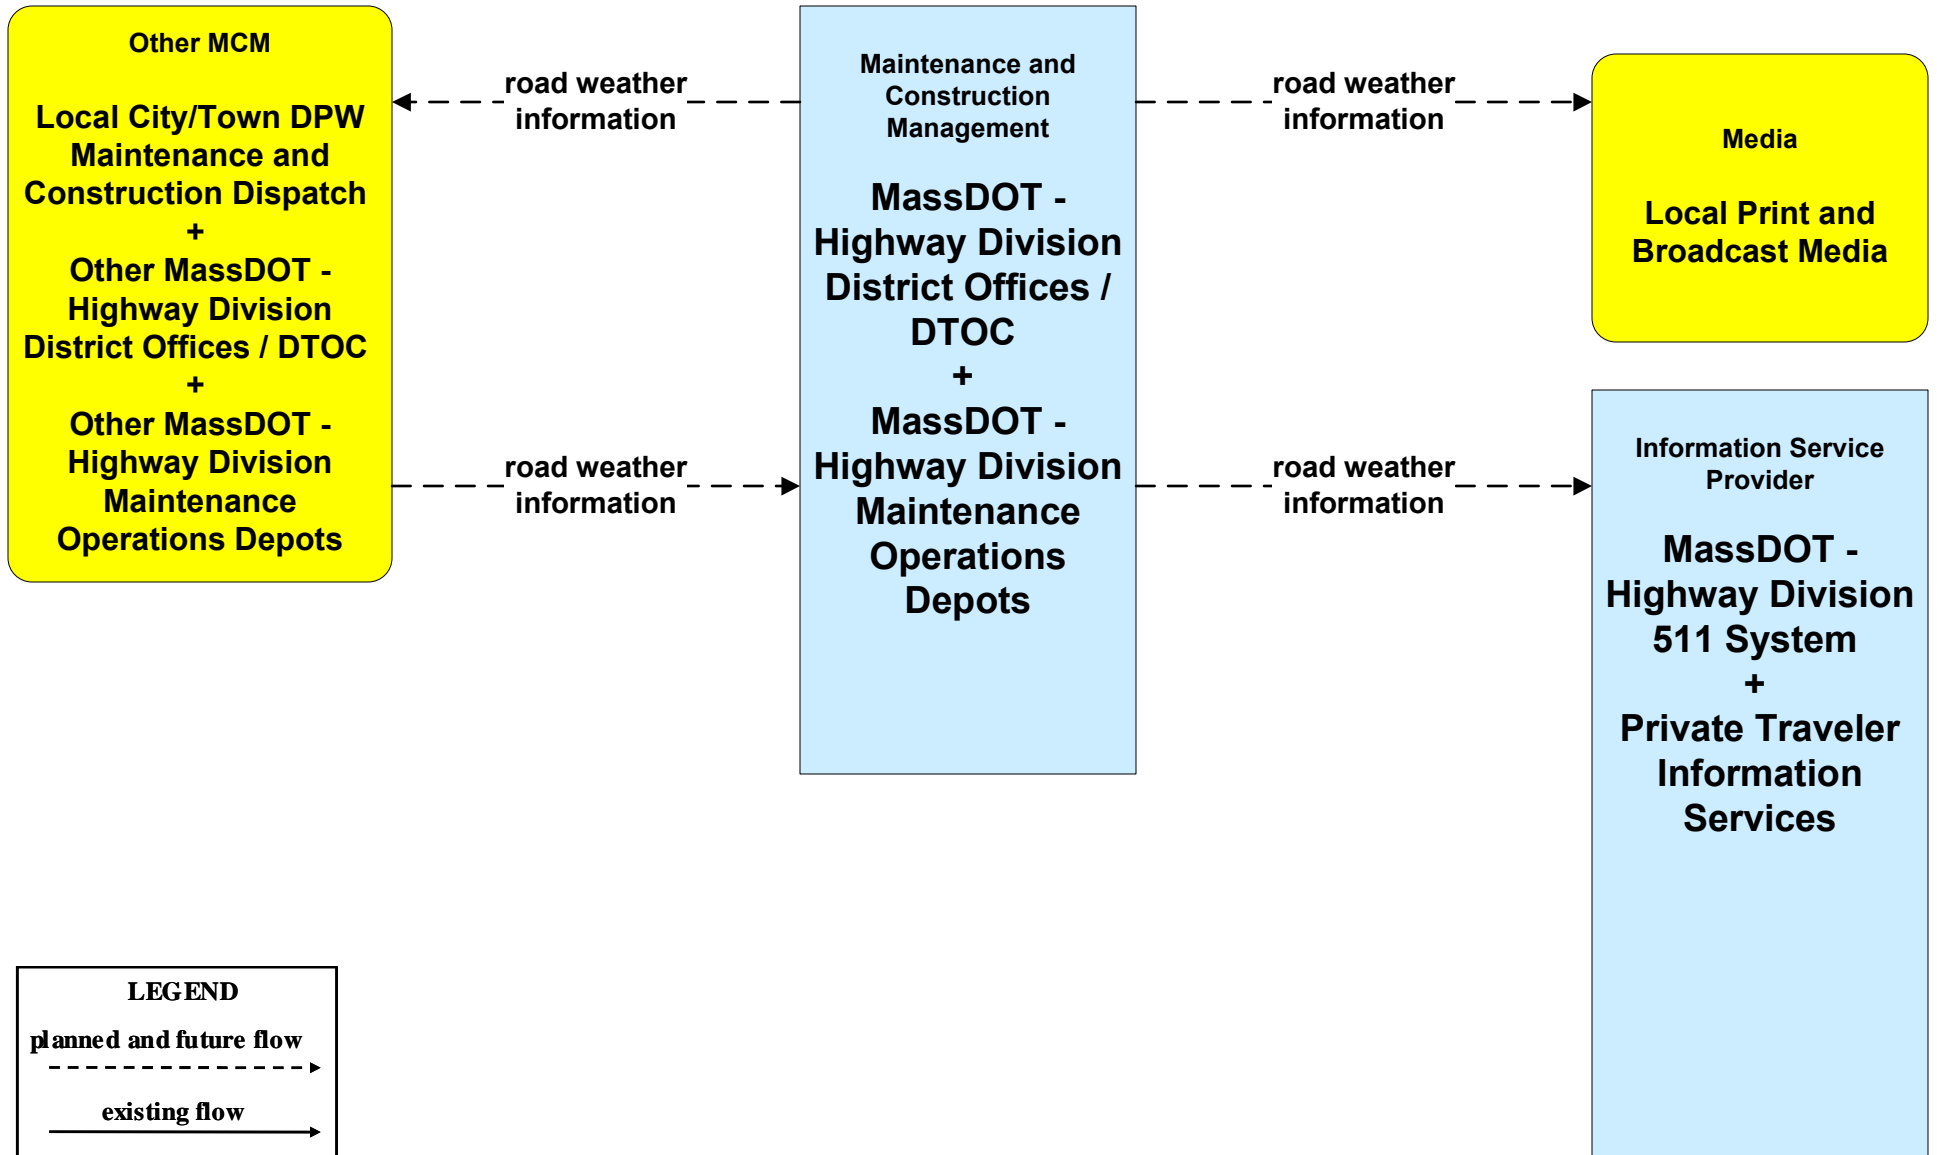 Other MCM
Local City/Town DPW
Maintenance and
Construction Dispatch
+
Other MassDOT -
Highway Division
District Offices / DTOC
+
Other MassDOT -
Highway Division
Maintenance
Operations Depots
road weather
information
road weather
information
Maintenance and
Construction
Management
MassDOT -
Highway Division
District Offices /
DTOC
+
MassDOT -
Highway Division
Maintenance
Operations
Depots
road weather
information
road weather
information
Media
Local Print and
Broadcast Media
Information Service
Provider
MassDOT -
Highway Division
511 System
+
Private Traveler
Information
Services
LEGEND
planned and future flow
existing flow